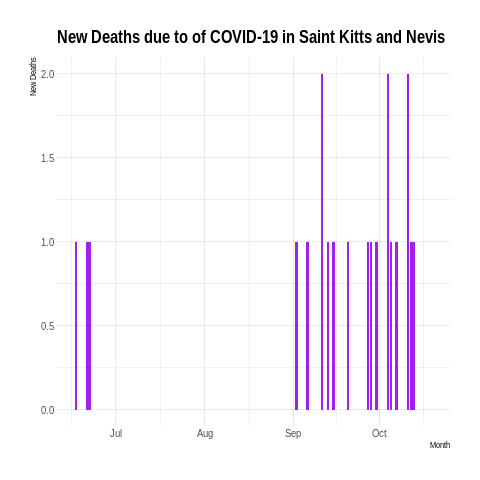 New Deaths due to of COVID-19 in Saint Kitts and Nevis
New Deaths
2.0
1.5
1.0
0.5
0.0
Jul Aug Sep Oct
Month